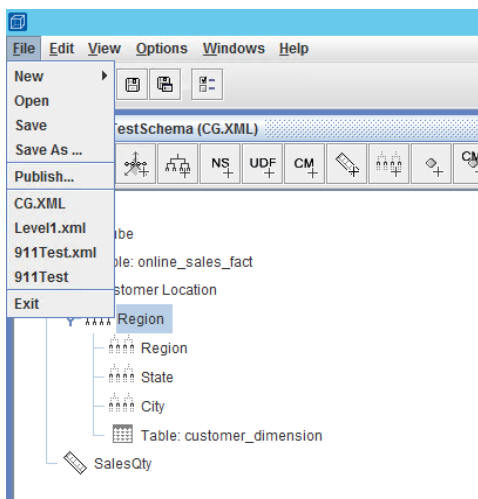 File Edit View Options Windows Help
New
Open
Save
Save As ...
Publish...
CG.XML
Level1.xml
911Test.xml
911Test
Exit
TestSchema (CG.XML)
NS UDF CM CM
ble: online_sales_fact
stomer Location
Region
Region
State
City
Table: customer_dimension
SalesQty